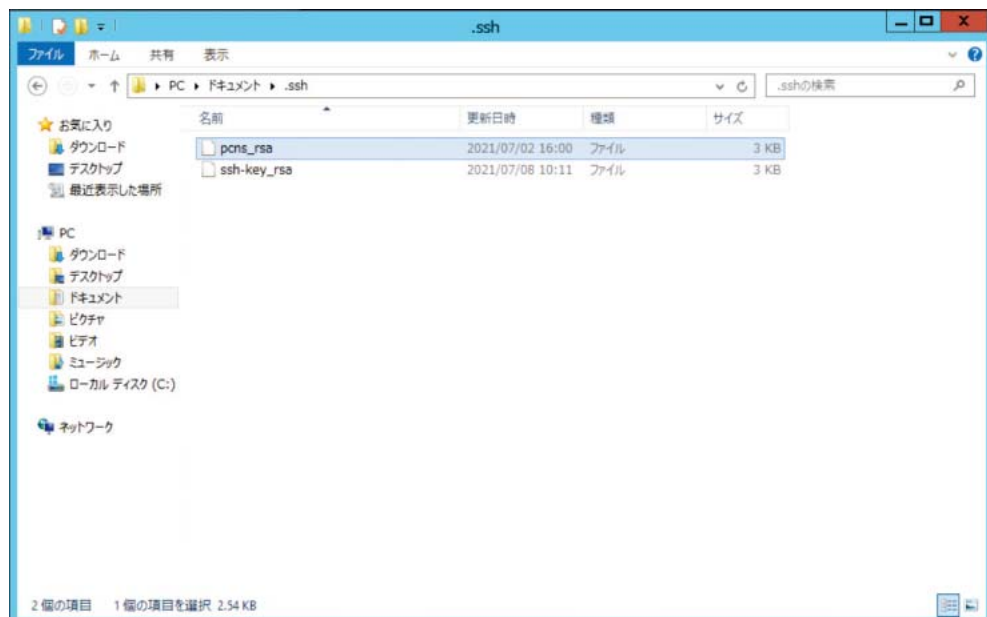 .ssh
ファイル ホーム 共有 表示
PC ドキュメント .ssh .sshの検索
名前 更新日時 種類 サイズ
pcns_rsa 2021/07/02 16:00 ファイル 3 KB
ssh-key_rsa 2021/07/08 10:11 ファイル 3 KB
お気に入り
ダウンロード
デスクトップ
最近表示した場所
PC
ダウンロード
デスクトップ
ドキュメント
ピクチャ
ビデオ
ミュージック
ローカル ディスク (C:)
ネットワーク
2 個の項目 1 個の項目を選択 2.54 KB